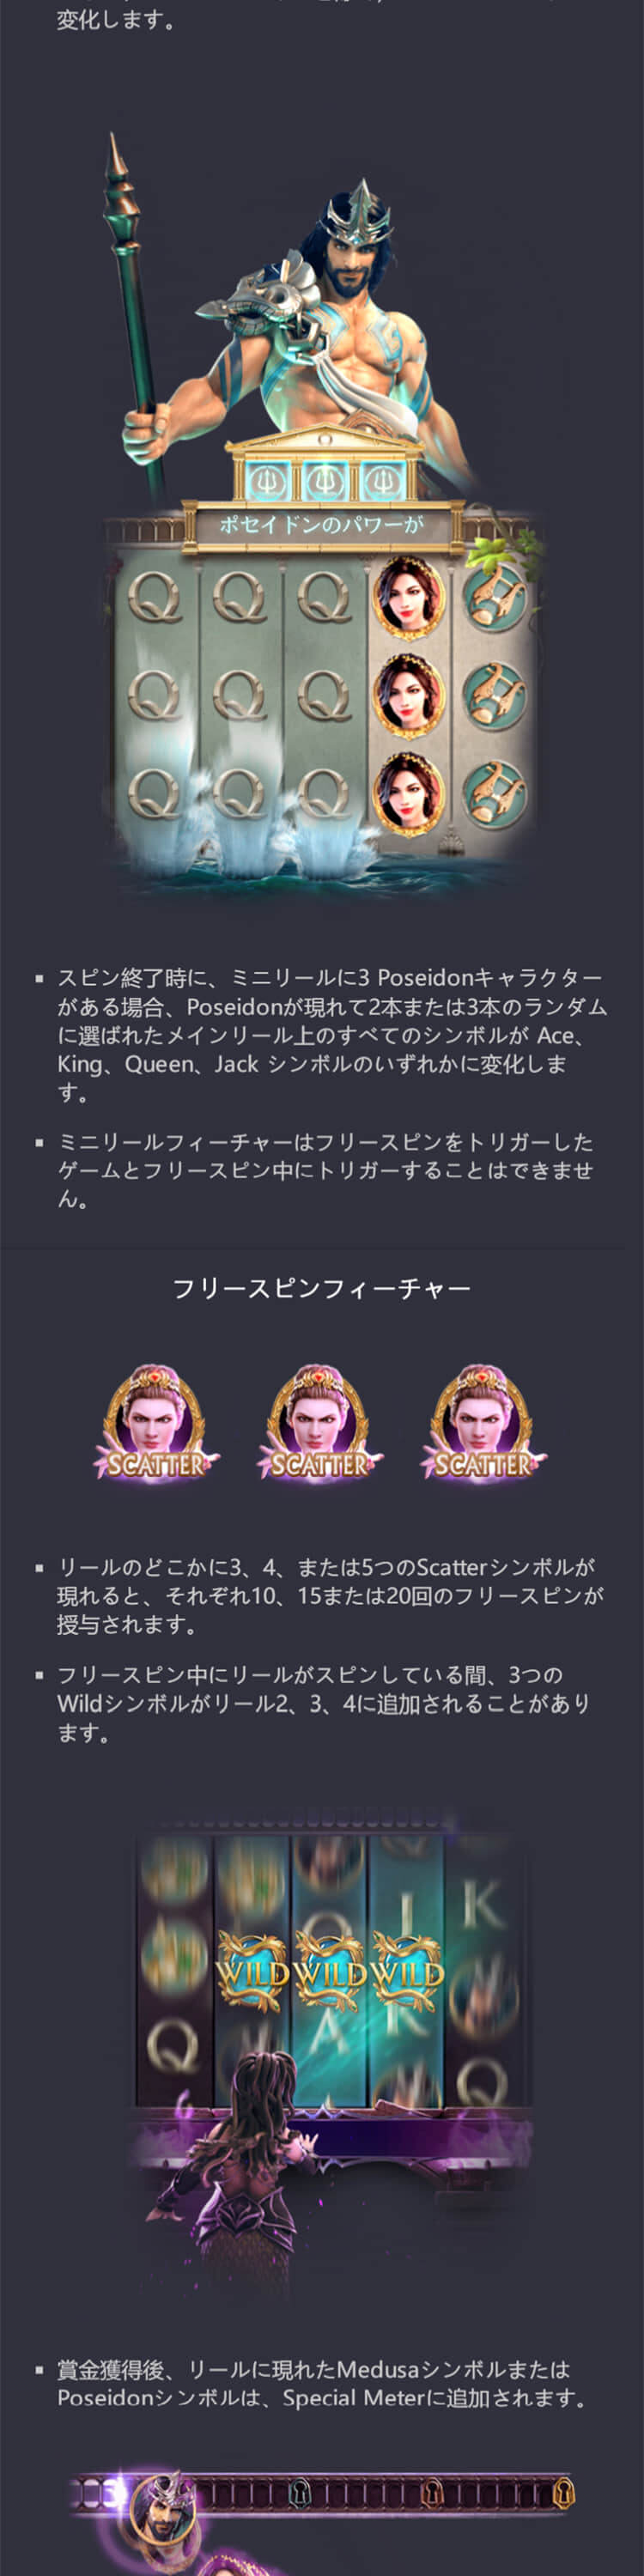 変化します。
ポセイドンのパワーが
Q Q Q
Q Q Q
Q Q Q
▪ スピン終了時に、ミニリールに3 Poseidonキャラクター
がある場合、Poseidonが現れて2本または3本のランダム
に選ばれたメインリール上のすべてのシンボルが Ace、
King、Queen、Jack シンボルのいずれかに変化しま
す。
▪ ミニリールフィーチャーはフリースピンをトリガーした
ゲームとフリースピン中にトリガーすることはできませ
ん。
フリースピンフィーチャー
SCATTER SCATTER SCATTER
▪ リールのどこかに3、4、または5つのScatterシンボルが
現れると、それぞれ10、15または20回のフリースピンが
授与されます。
▪ フリースピン中にリールがスピンしている間、3つの
Wildシンボルがリール2、3、4に追加されることがあり
ます。
J K
WILD WILD WILD
Q A K Q
▪ 賞金獲得後、リールに現れたMedusaシンボルまたは
Poseidonシンボルは、Special Meterに追加されます。